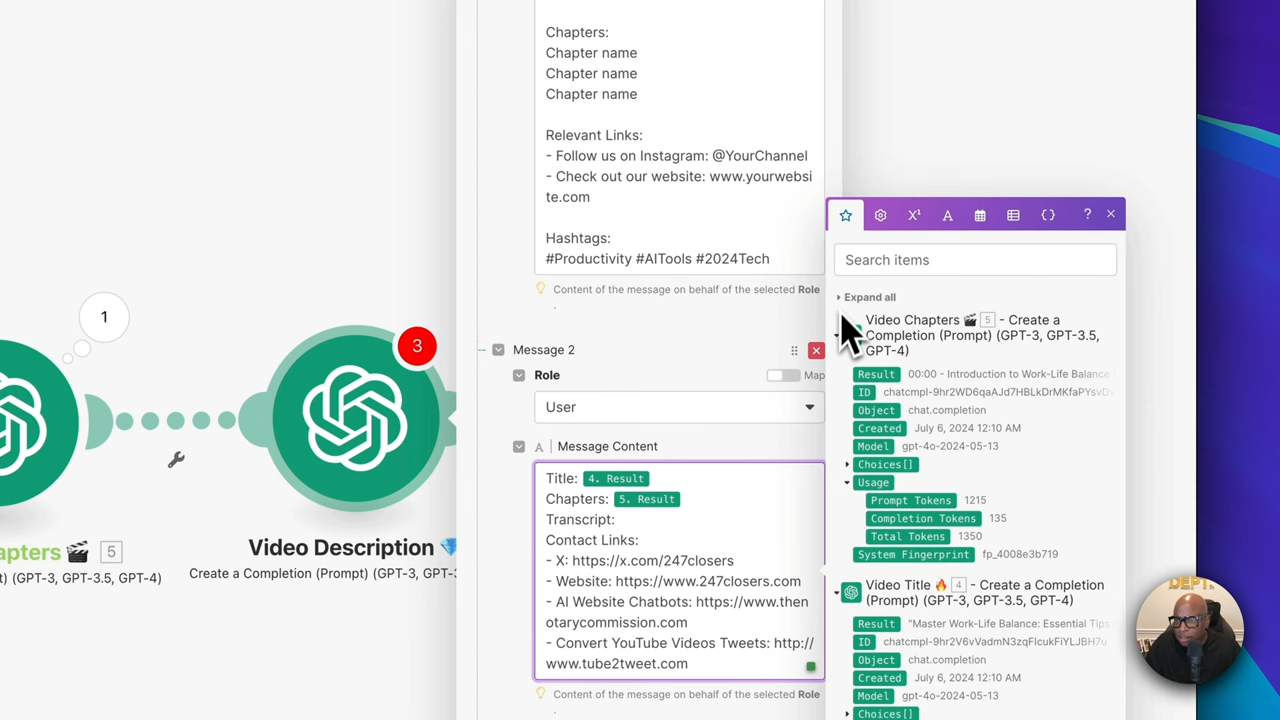 Chapters:
Chapter name
Chapter name
Chapter name
Relevant Links:
- Follow us on Instagram: @YourChannel
- Check out our website: www.yourwebsi
te.com
Hashtags:
#Productivity #AITools #2024Tech
Content of the message on behalf of the selected Role
.
Message 2
Role
Map
User
A | Message Content
Title: 4. Result
Chapters: 5. Result
Transcript:
Contact Links:
- X: https://x.com/247closers
- Website: https://www.247closers.com
- AI Website Chatbots: https://www.then
otarycommission.com
- Convert YouTube Videos Tweets: http://
www.tube2tweet.com
Content of the message on behalf of the selected Role
.
1
3
apters 🎬 5
t) (GPT-3, GPT-3.5, GPT-4)
Video Description 💎
Create a Completion (Prompt) (GPT-3, GPT-3
X¹ A {} ? ×
Search items
Expand all
Video Chapters 🎬 5 - Create a
Completion (Prompt) (GPT-3, GPT-3.5,
GPT-4)
Result 00:00 - Introduction to Work-Life Balance
ID
Object chat.completion
Created July 6, 2024 12:10 AM
Model gpt-4o-2024-05-13
Choices[]
Usage
Prompt Tokens 1215
Completion Tokens 135
Total Tokens 1350
System Fingerprint fp_4008e3b719
Video Title 🔥 4 - Create a Completion
(Prompt) (GPT-3, GPT-3.5, GPT-4)
Result "Master Work-Life Balance: Essential Tips
ID
Object chat.completion
Created July 6, 2024 12:10 AM
Model gpt-4o-2024-05-13
Choices[]
DEPT.